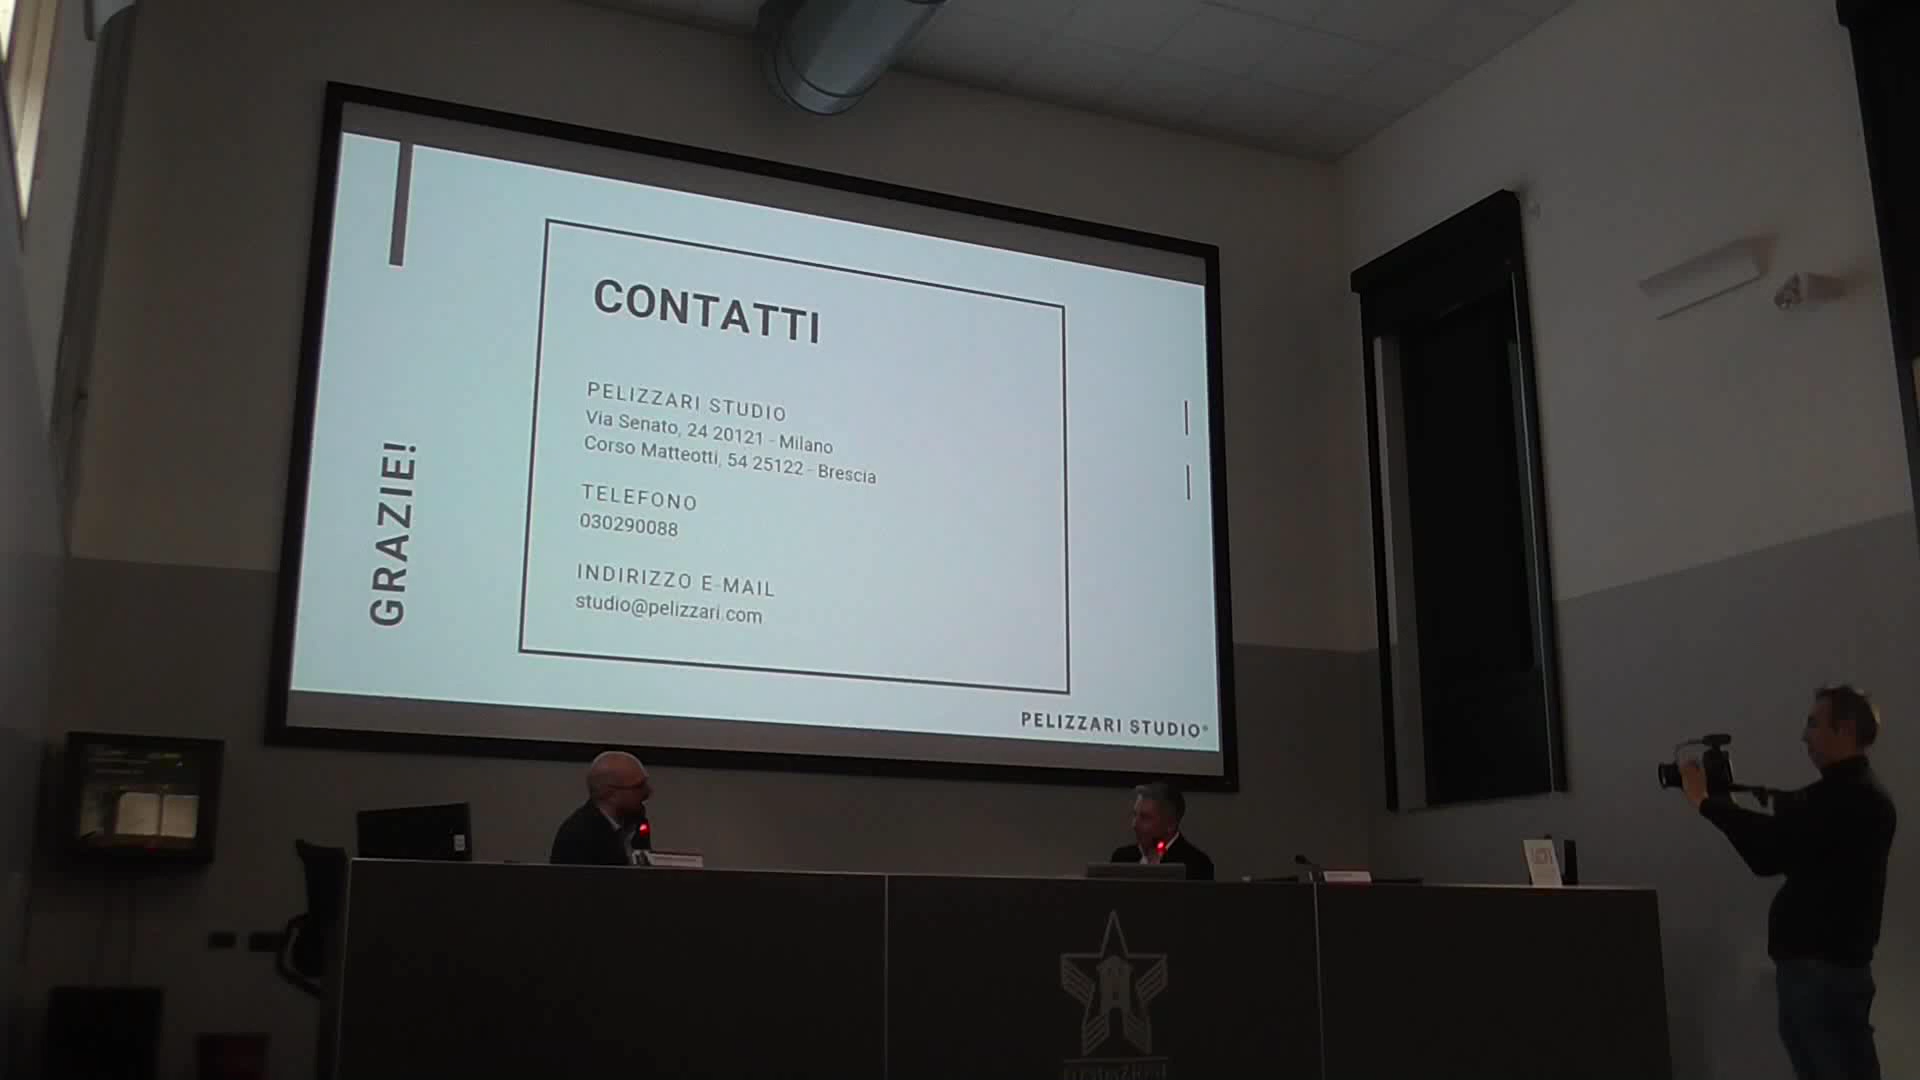 GRAZIE!
CONTATTI
PELIZZARI STUDIO
Via Senato, 24 20121 - Milano
Corso Matteotti, 54 25122 - Brescia
TELEFONO
030290088
INDIRIZZO E-MAIL
studio@pelizzari.com
PELIZZARI STUDIO®